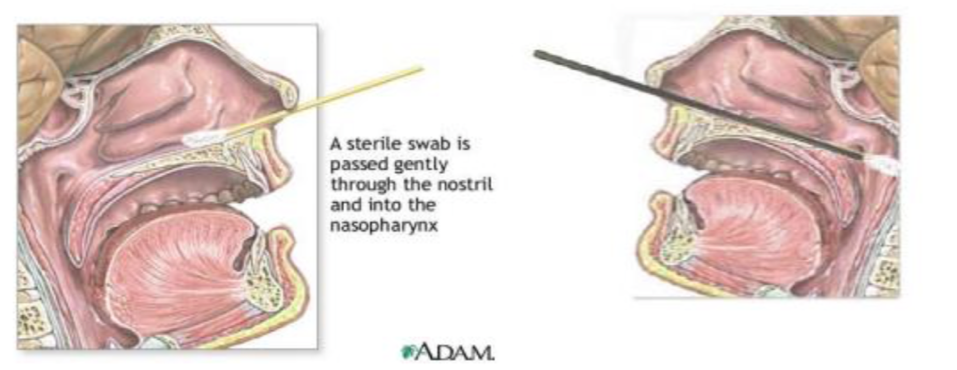 A sterile swab is
passed gently
through the nostril
and into the
nasopharynx
ADAM.